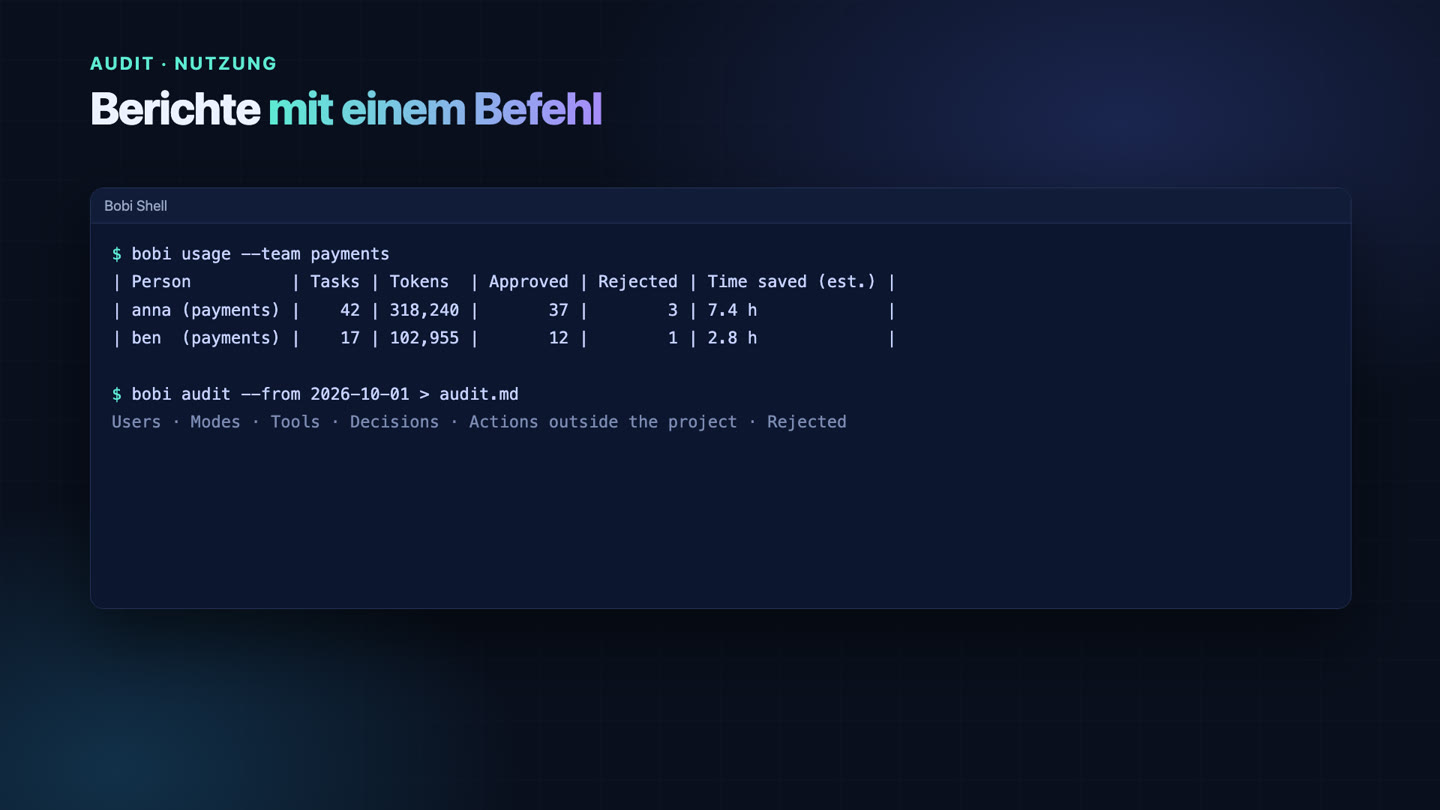 AUDIT · NUTZUNG
Berichte mit einem Befehl
Bobi Shell
$ bobi usage --team payments
| Person          | Tasks | Tokens  | Approved | Rejected | Time saved (est.) |
| anna (payments) |    42 | 318,240 |       37 |        3 | 7.4 h             |
| ben  (payments) |    17 | 102,955 |       12 |        1 | 2.8 h             |
$ bobi audit --from 2026-10-01 > audit.md
Users · Modes · Tools · Decisions · Actions outside the project · Rejected